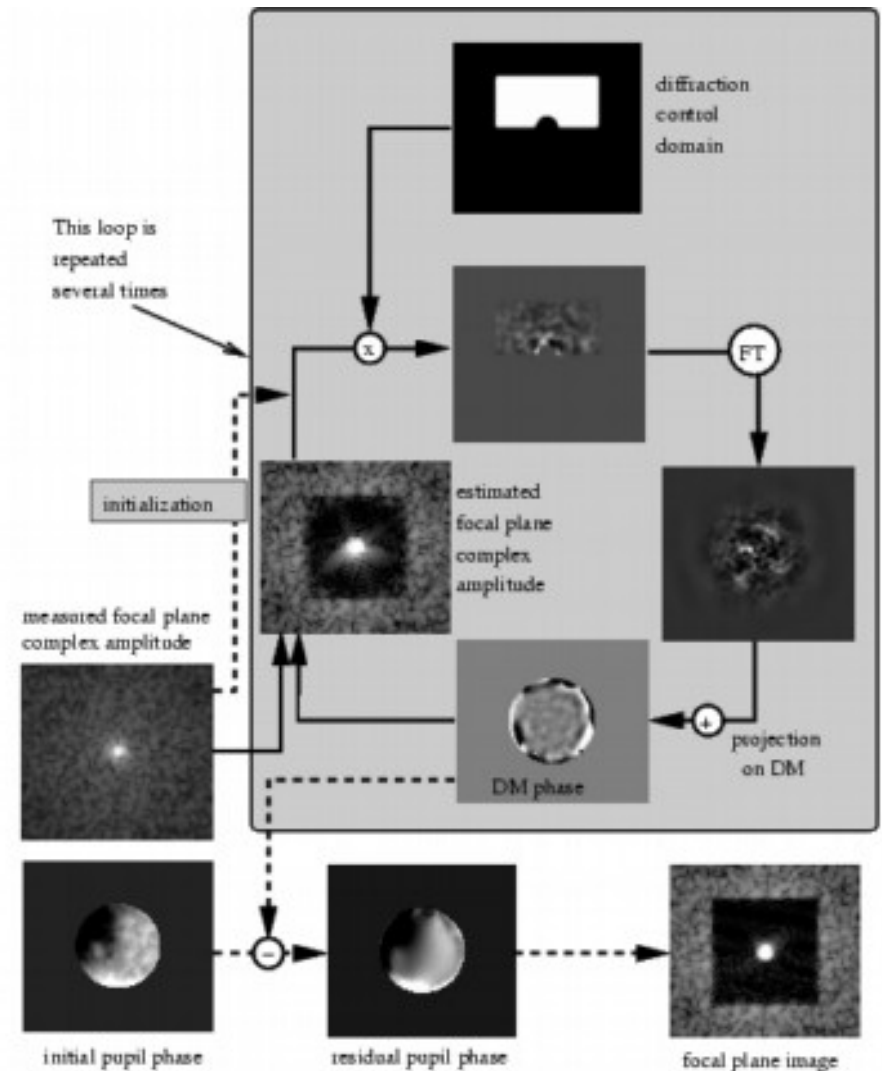 diffraction
control
domain
This loop is
repeated
several times
x
FT
initialization
estimated
focal plane
complex
amplitude
measured focal plane
complex amplitude
+
projection
on DM
DM phase
−
initial pupil phase
residual pupil phase
focal plane image